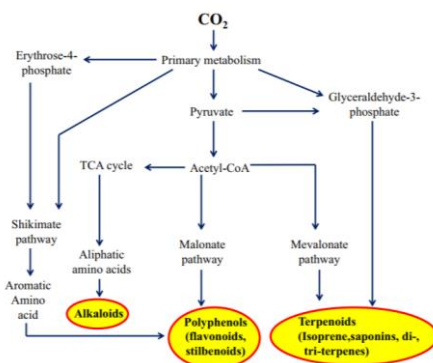 CO2
Erythrose-4-
phosphate
Primary metabolism
Glyceraldehyde-3-
phosphate
Pyruvate
TCA cycle
Acetyl-CoA
Shikimate
pathway
Aliphatic
amino acids
Malonate
pathway
Mevalonate
pathway
Aromatic
Amino
acid
Alkaloids
Polyphenols
(flavonoids,
stilbenoids)
Terpenoids
(Isoprene,saponins, di-,
tri-terpenes)